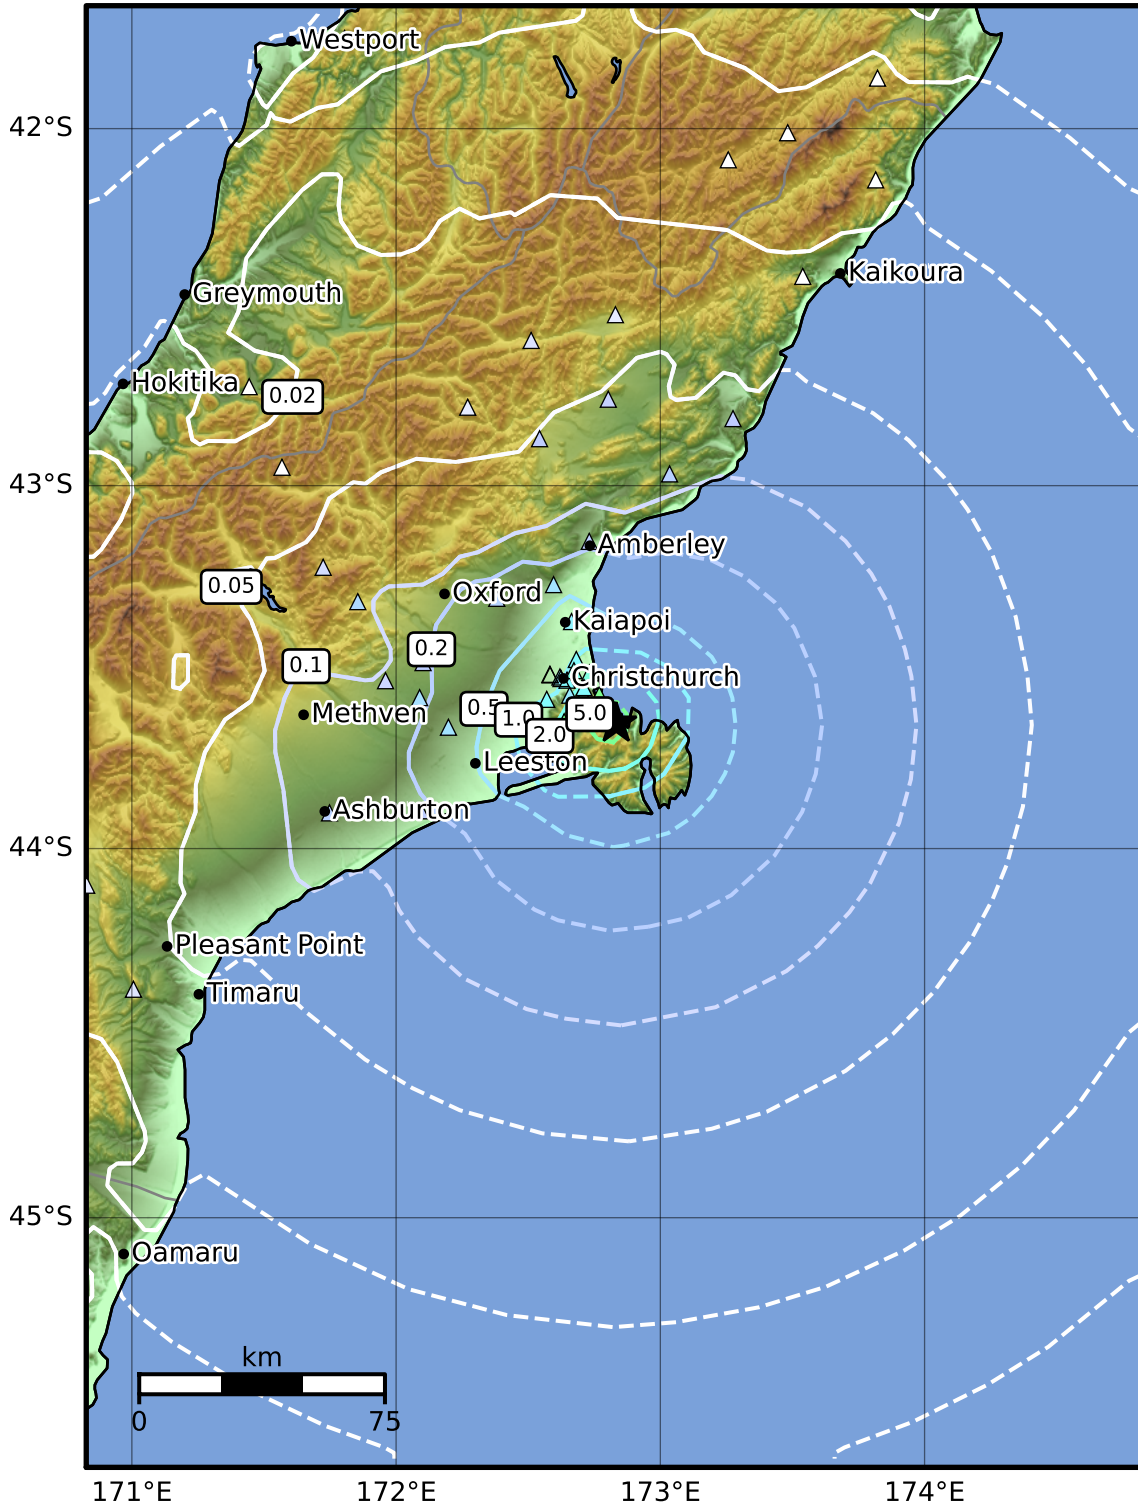 Westport
42°S
Kaikoura
Greymouth
Hokitika
0.02
43°S
Amberley
0.05
Oxford
Kaiapoi
0.2
0.1
Christchurch
0.5
1.0
5.0
Methven
2.0
Leeston
Ashburton
44°S
Pleasant Point
Timaru
45°S
Oamaru
km
0
75
171°E
172°E
173°E
174°E